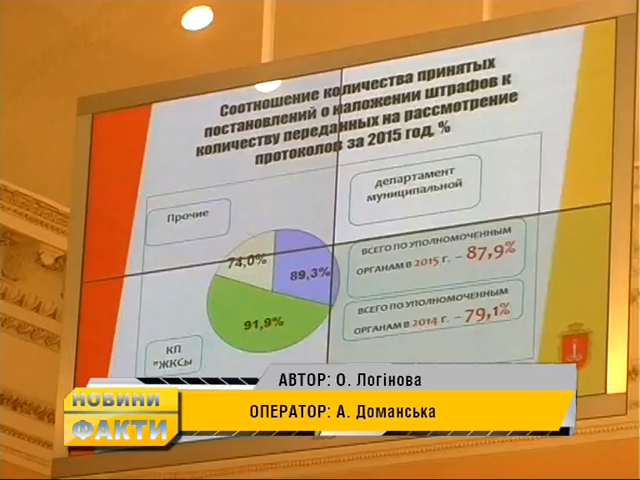 Соотношение количества принятых
постановлений о наложении штрафов к
количеству переданных на рассмотрение
протоколов за 2015 год, %
Прочие
департамент
муниципальной
74,0%
89,3%
91,9%
ВСЕГО ПО УПОЛНОМОЧЕННЫМ
ОРГАНАМ В 2015 г. - 87,9%
ВСЕГО ПО УПОЛНОМОЧЕННЫМ
ОРГАНАМ В 2014 г. - 79,1%
КП
"ЖКСы
АВТОР: О. Логінова
ОПЕРАТОР: А. Доманська
НОВИНИ
ФАКТИ